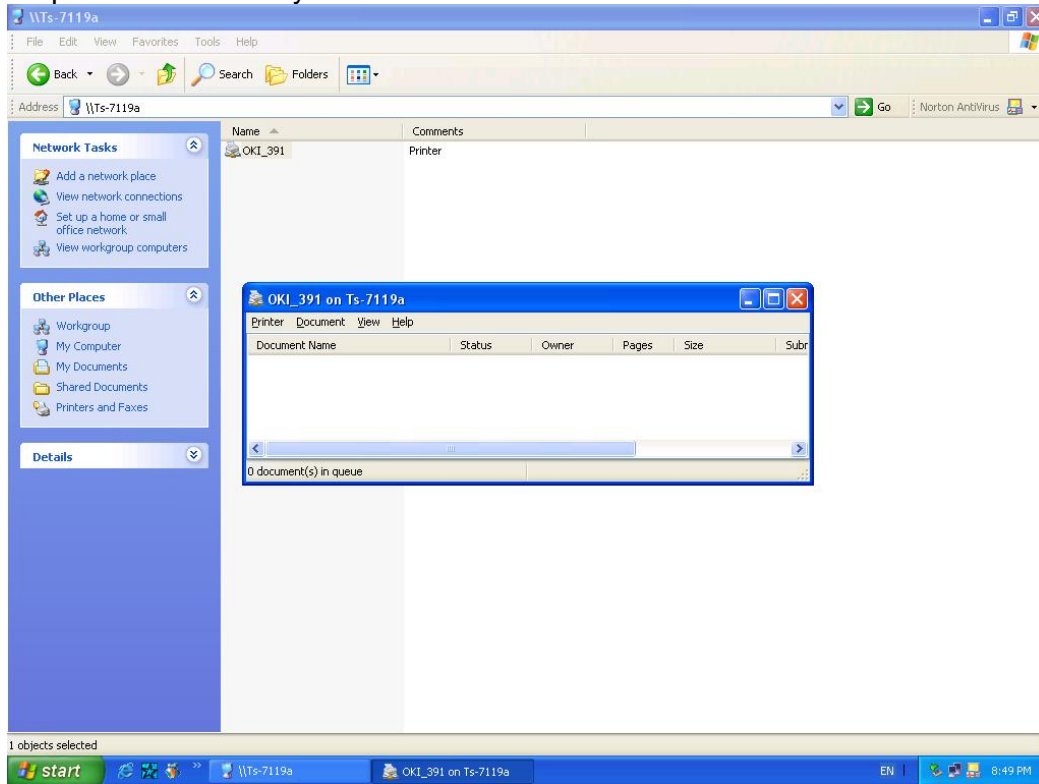 \\Ts-7119a
File Edit View Favorites Tools Help
Back Search Folders
Address \\Ts-7119a Go Norton AntiVirus
Name Comments
OKI_391 Printer
Network Tasks
Add a network place
View network connections
Set up a home or small
office network
View workgroup computers
Other Places
Workgroup
My Computer
My Documents
Shared Documents
Printers and Faxes
Details
OKI_391 on Ts-7119a
Printer Document View Help
Document Name Status Owner Pages Size Subr
0 document(s) in queue
1 objects selected
start \\Ts-7119a OKI_391 on Ts-7119a EN 8:49 PM